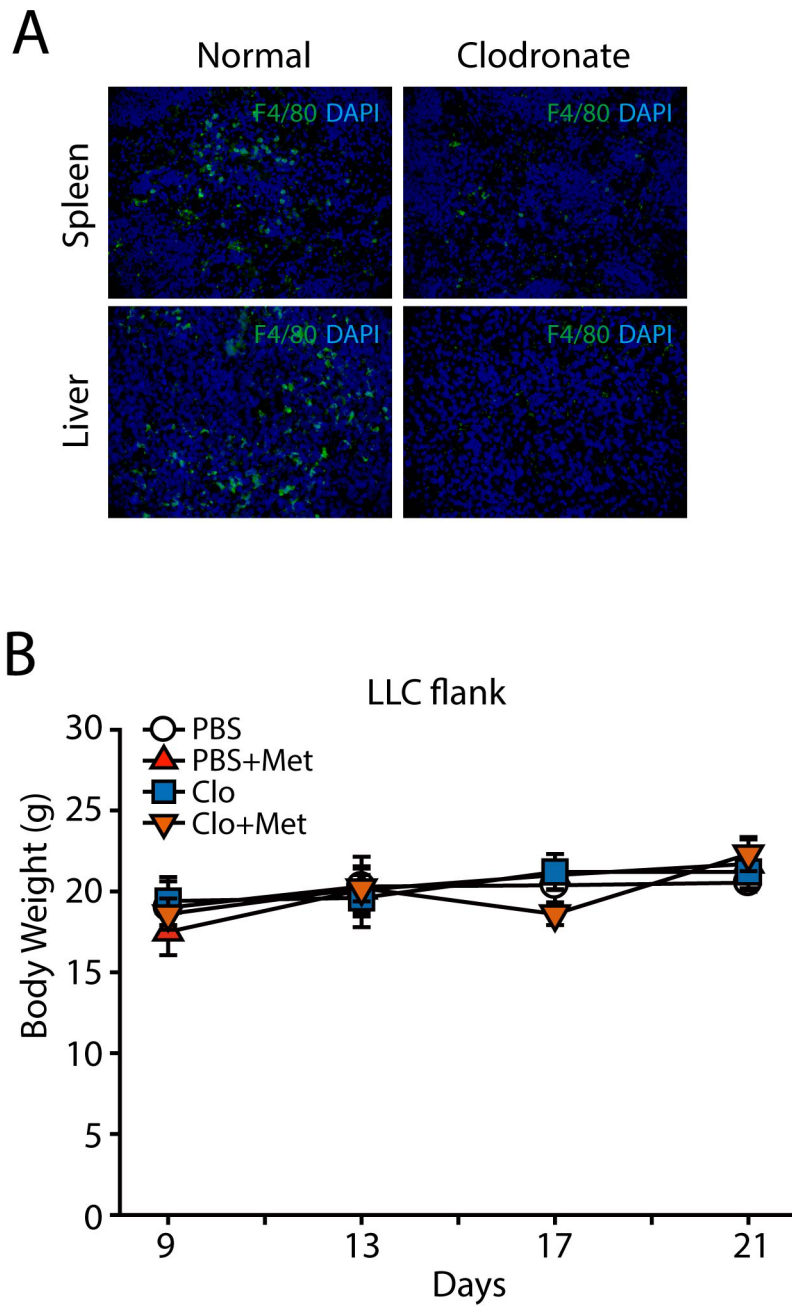 A
Normal Clodronate
Spleen
F4/80 DAPI
F4/80 DAPI
Liver
F4/80 DAPI
F4/80 DAPI
B
LLC flank
PBS
PBS+Met
Clo
Clo+Met
Body Weight (g)
30
25
20
15
10
5
0
9 13 17 21
Days